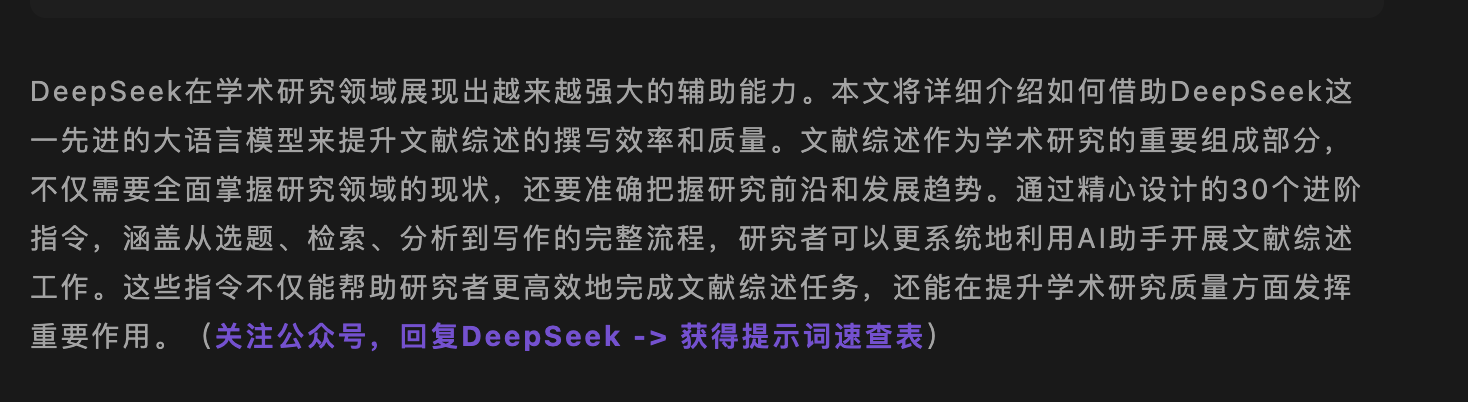 DeepSeek在学术研究领域展现出越来越强大的辅助能力。本文将详细介绍如何借助DeepSeek这
一先进的大语言模型来提升文献综述的撰写效率和质量。文献综述作为学术研究的重要组成部分，
不仅需要全面掌握研究领域的现状，还要准确把握研究前沿和发展趋势。通过精心设计的30个进阶
指令，涵盖从选题、检索、分析到写作的完整流程，研究者可以更系统地利用AI助手开展文献综述
工作。这些指令不仅能帮助研究者更高效地完成文献综述任务，还能在提升学术研究质量方面发挥
重要作用。（关注公众号，回复DeepSeek -> 获得提示词速查表）